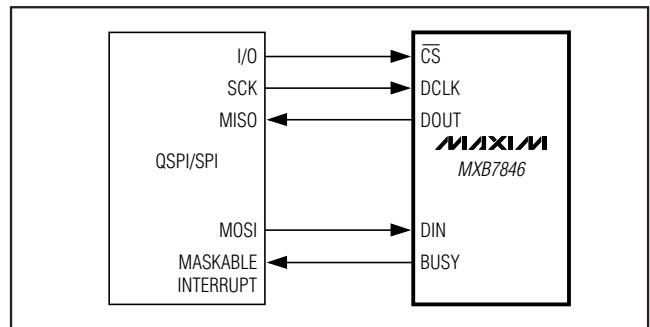 I/O
SCK
MISO
QSPI/SPI
MOSI
MASKABLE
INTERRUPT
CS
DCLK
DOUT
MAXIM
MXB7846
DIN
BUSY